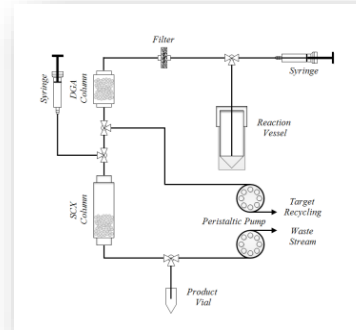 Filter
Syringe
DGA
Column
Syringe
Reaction
Vessel
SCX
Column
Target
Recycling
Peristaltic Pump
Waste
Stream
Product
Vial